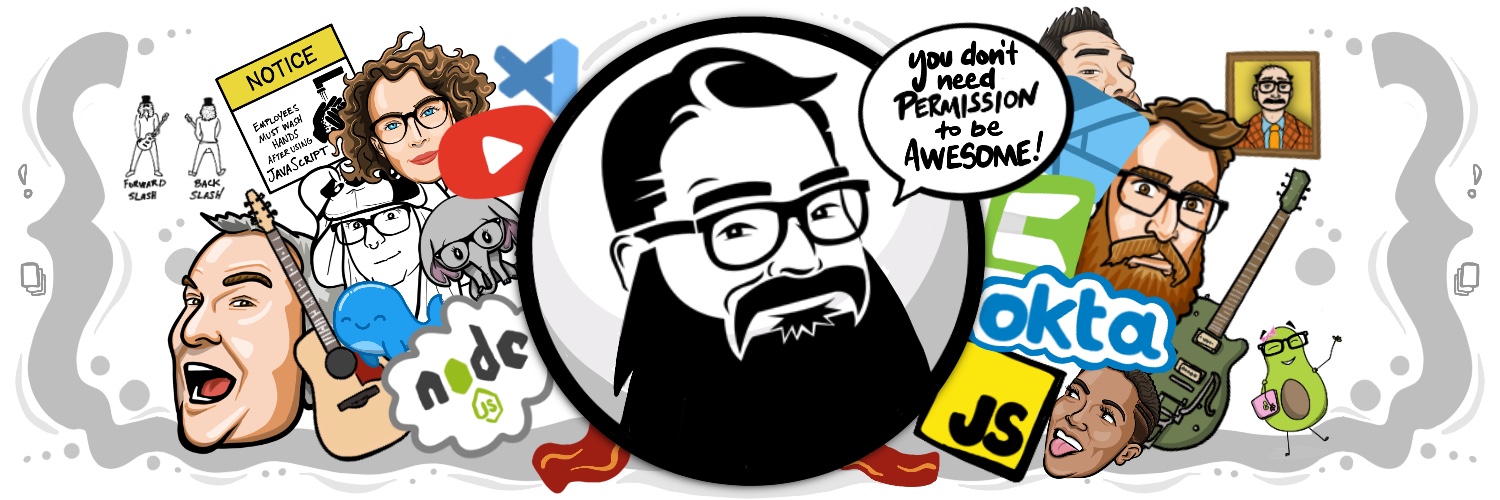 NOTICE
EMPLOYEES
MUST WASH
HANDS
AFTER USING
JAVASCRIPT
FORWARD
SLASH
BACK
SLASH
node
JS
you don't
need
PERMISSION
to be
AWESOME!
okta
JS